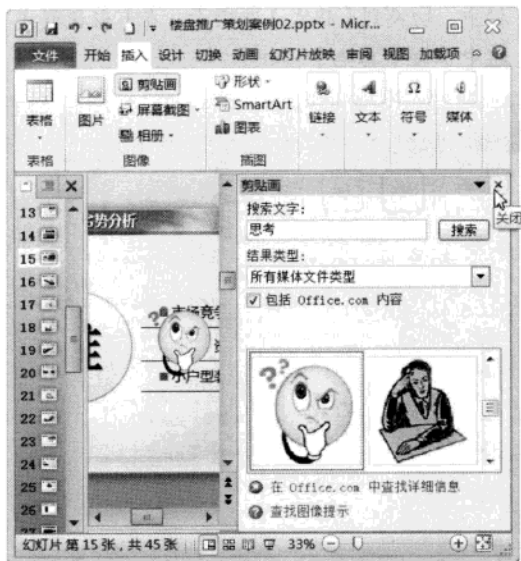 楼盘推广策划案例02.pptx - Micr...
文件 开始 插入 设计 切换 动画 幻灯片放映 审阅 视图 加载项
表格
图片
剪贴画
屏幕截图
相册
形状
SmartArt
图表
链接
文本
符号
媒体
表格
图像
插图
13
14
15
16
17
18
19
20
21
22
23
24
25
26
27
劣势分析
市场竞争
小户型
剪贴画
关闭
搜索文字:
思考
搜索
结果类型:
所有媒体文件类型
包括 Office.com 内容
在 Office.com 中查找详细信息
查找图像提示
幻灯片 第 15 张,共 45 张
33%